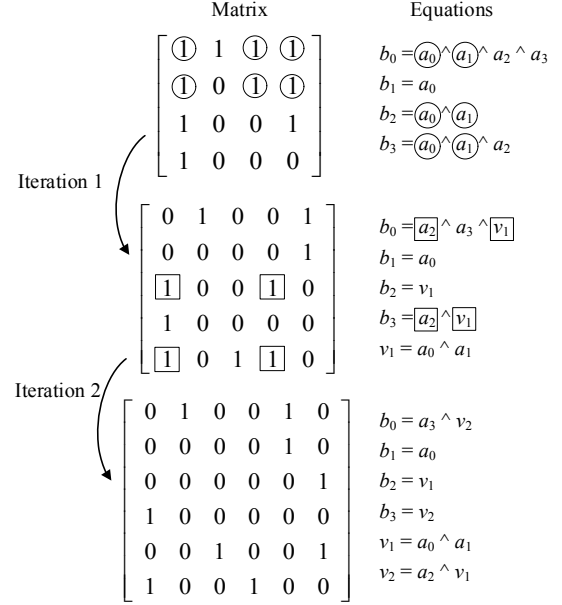 Matrix Equations
1 1 1 1 b0 = a0 ^ a1 ^ a2 ^ a3
1 0 1 1 b1 = a0
1 0 0 1 b2 = a0 ^ a1
1 0 0 0 b3 = a0 ^ a1 ^ a2
Iteration 1
0 1 0 0 1 b0 = a2 ^ a3 ^ v1
0 0 0 0 1 b1 = a0
1 0 0 1 0 b2 = v1
1 0 0 0 0 b3 = a2 ^ v1
1 0 1 1 0 v1 = a0 ^ a1
Iteration 2
0 1 0 0 1 0 b0 = a3 ^ v2
0 0 0 0 1 0 b1 = a0
0 0 0 0 0 1 b2 = v1
1 0 0 0 0 0 b3 = v2
0 0 1 0 0 1 v1 = a0 ^ a1
1 0 0 1 0 0 v2 = a2 ^ v1